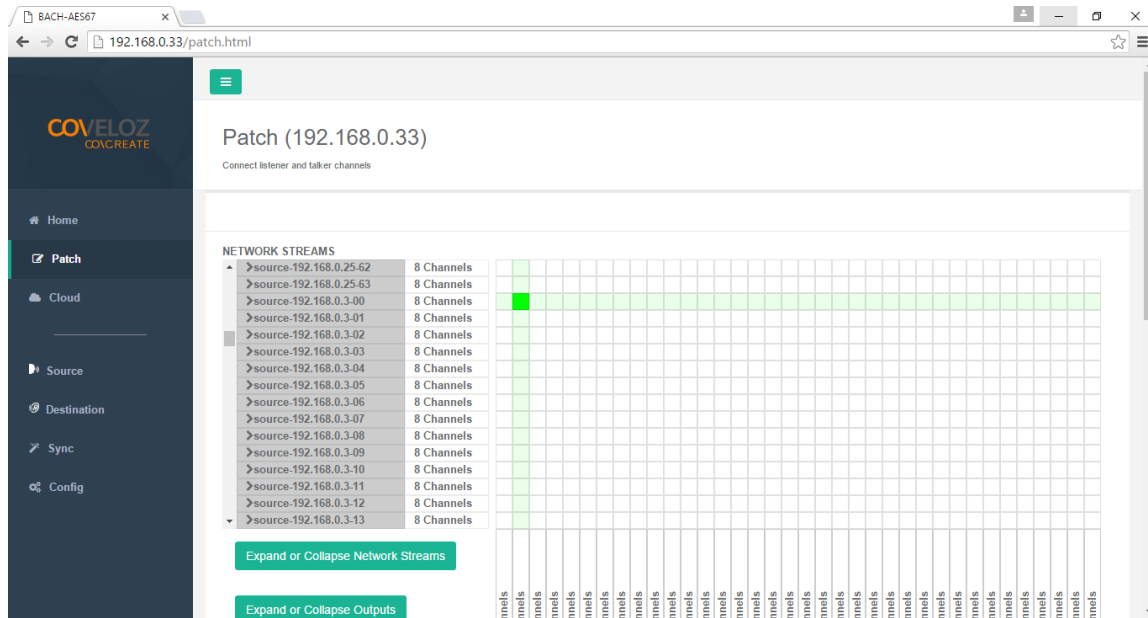 BACH-AES67
192.168.0.33/patch.html
COVELOZ
CO\CREATE
Home
Patch
Cloud
Source
Destination
Sync
Config
Patch (192.168.0.33)
Connect listener and talker channels
NETWORK STREAMS
source-192.168.0.25-62 8 Channels
source-192.168.0.25-63 8 Channels
source-192.168.0.3-00 8 Channels
source-192.168.0.3-01 8 Channels
source-192.168.0.3-02 8 Channels
source-192.168.0.3-03 8 Channels
source-192.168.0.3-04 8 Channels
source-192.168.0.3-05 8 Channels
source-192.168.0.3-06 8 Channels
source-192.168.0.3-07 8 Channels
source-192.168.0.3-08 8 Channels
source-192.168.0.3-09 8 Channels
source-192.168.0.3-10 8 Channels
source-192.168.0.3-11 8 Channels
source-192.168.0.3-12 8 Channels
source-192.168.0.3-13 8 Channels
Expand or Collapse Network Streams
Expand or Collapse Outputs